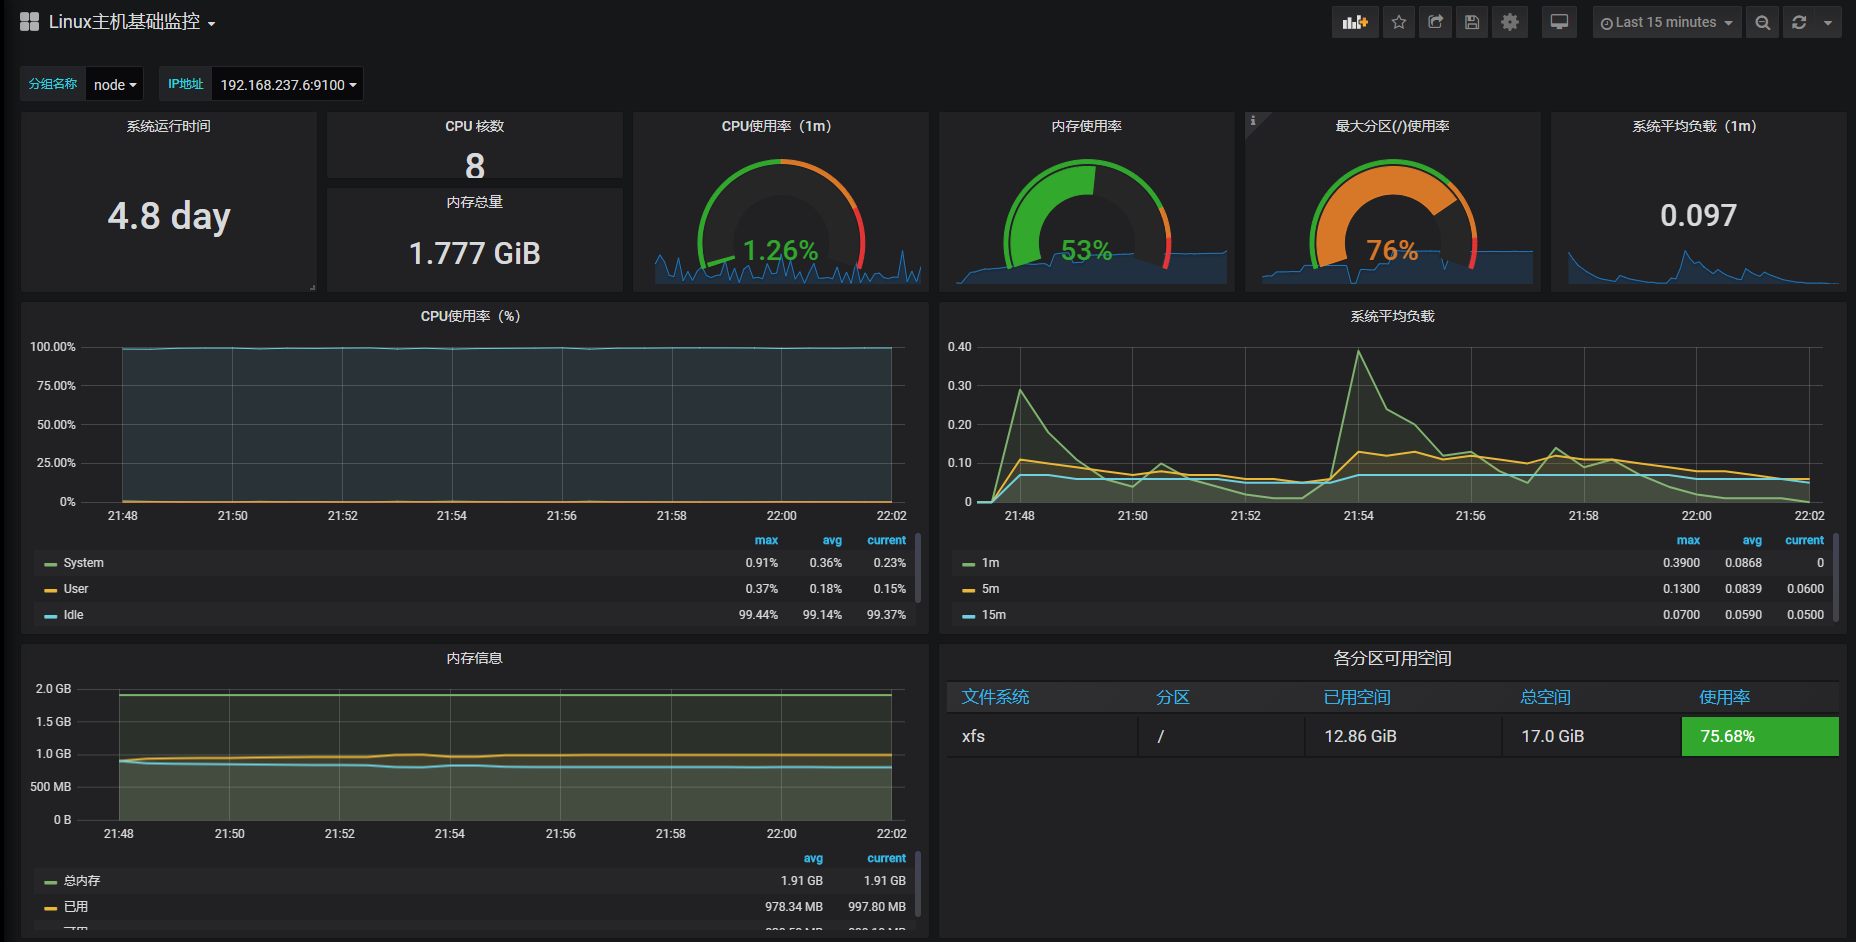 Linux主机基础监控
Last 15 minutes
分组名称 node IP地址 192.168.237.6:9100
系统运行时间
4.8 day
CPU 核数
8
内存总量
1.777 GiB
CPU使用率（1m）
1.26%
内存使用率
53%
最大分区(/)使用率
76%
系统平均负载（1m）
0.097
CPU使用率（%）
100.00%
75.00%
50.00%
25.00%
0%
21:48 21:50 21:52 21:54 21:56 21:58 22:00 22:02
max avg current
System 0.91% 0.36% 0.23%
User 0.37% 0.18% 0.15%
Idle 99.44% 99.14% 99.37%
系统平均负载
0.40
0.30
0.20
0.10
0
21:48 21:50 21:52 21:54 21:56 21:58 22:00 22:02
max avg current
1m 0.3900 0.0868 0
5m 0.1300 0.0839 0.0600
15m 0.0700 0.0590 0.0500
内存信息
2.0 GB
1.5 GB
1.0 GB
500 MB
0 B
21:48 21:50 21:52 21:54 21:56 21:58 22:00 22:02
avg current
总内存 1.91 GB 1.91 GB
已用 978.34 MB 997.80 MB
各分区可用空间
文件系统 分区 已用空间 总空间 使用率
xfs / 12.86 GiB 17.0 GiB 75.68%